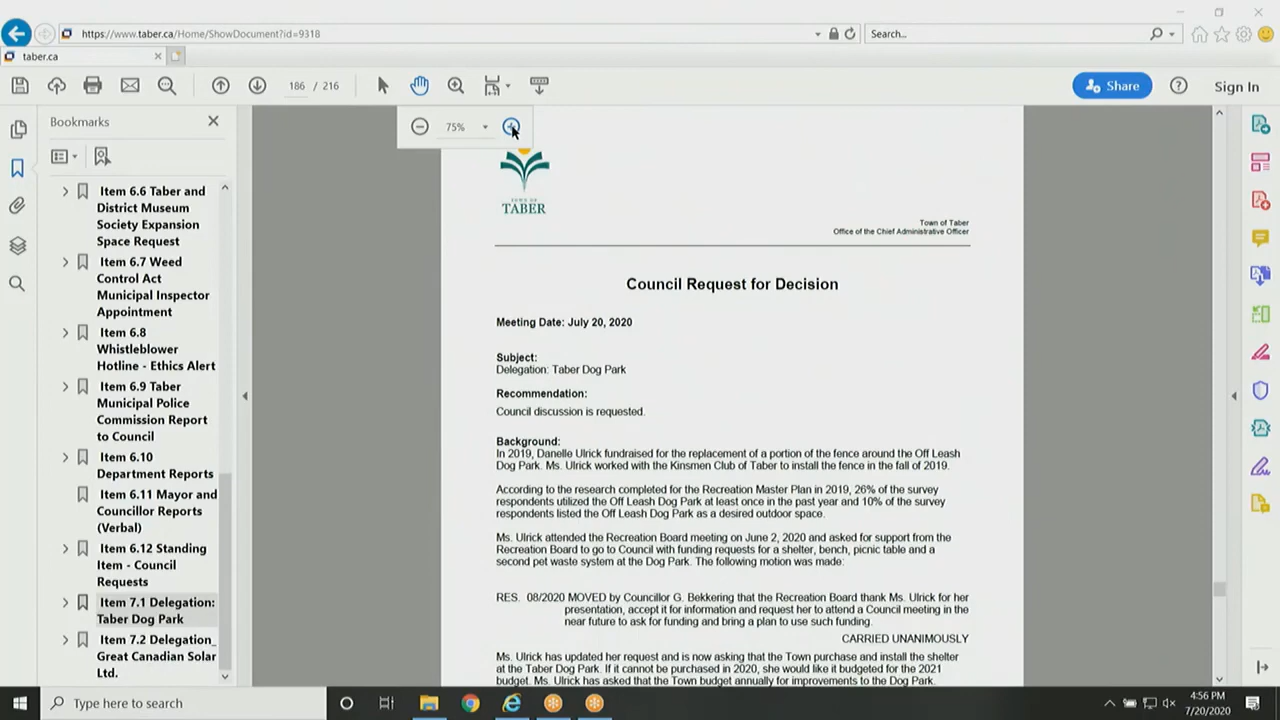 https://www.taber.ca/Home/ShowDocument?id=9318
Search...
taber.ca
186 / 216
Share
Sign In
Bookmarks
75%
Item 6.6 Taber and
District Museum
Society Expansion
Space Request
Item 6.7 Weed
Control Act
Municipal Inspector
Appointment
Item 6.8
Whistleblower
Hotline - Ethics Alert
Item 6.9 Taber
Municipal Police
Commission Report
to Council
Item 6.10
Department Reports
Item 6.11 Mayor and
Councillor Reports
(Verbal)
Item 6.12 Standing
Item - Council
Requests
Item 7.1 Delegation:
Taber Dog Park
Item 7.2 Delegation_
Great Canadian Solar
Ltd.
TOWN OF
TABER
Town of Taber
Office of the Chief Administrative Officer
Council Request for Decision
Meeting Date: July 20, 2020
Subject:
Delegation: Taber Dog Park
Recommendation:
Council discussion is requested.
Background:
In 2019, Danelle Ulrick fundraised for the replacement of a portion of the fence around the Off Leash
Dog Park. Ms. Ulrick worked with the Kinsmen Club of Taber to install the fence in the fall of 2019.
According to the research completed for the Recreation Master Plan in 2019, 26% of the survey
respondents utilized the Off Leash Dog Park at least once in the past year and 10% of the survey
respondents listed the Off Leash Dog Park as a desired outdoor space.
Ms. Ulrick attended the Recreation Board meeting on June 2, 2020 and asked for support from the
Recreation Board to go to Council with funding requests for a shelter, bench, picnic table and a
second pet waste system at the Dog Park. The following motion was made:
RES. 08/2020 MOVED by Councillor G. Bekkering that the Recreation Board thank Ms. Ulrick for her
presentation, accept it for information and request her to attend a Council meeting in the
near future to ask for funding and bring a plan to use such funding.
CARRIED UNANIMOUSLY
Ms. Ulrick has updated her request and is now asking that the Town purchase and install the shelter
at the Taber Dog Park. If it cannot be purchased in 2020, she would like it budgeted for the 2021
budget. Ms. Ulrick has asked that the Town budget annually for improvements to the Dog Park.
Type here to search
4:56 PM
7/20/2020